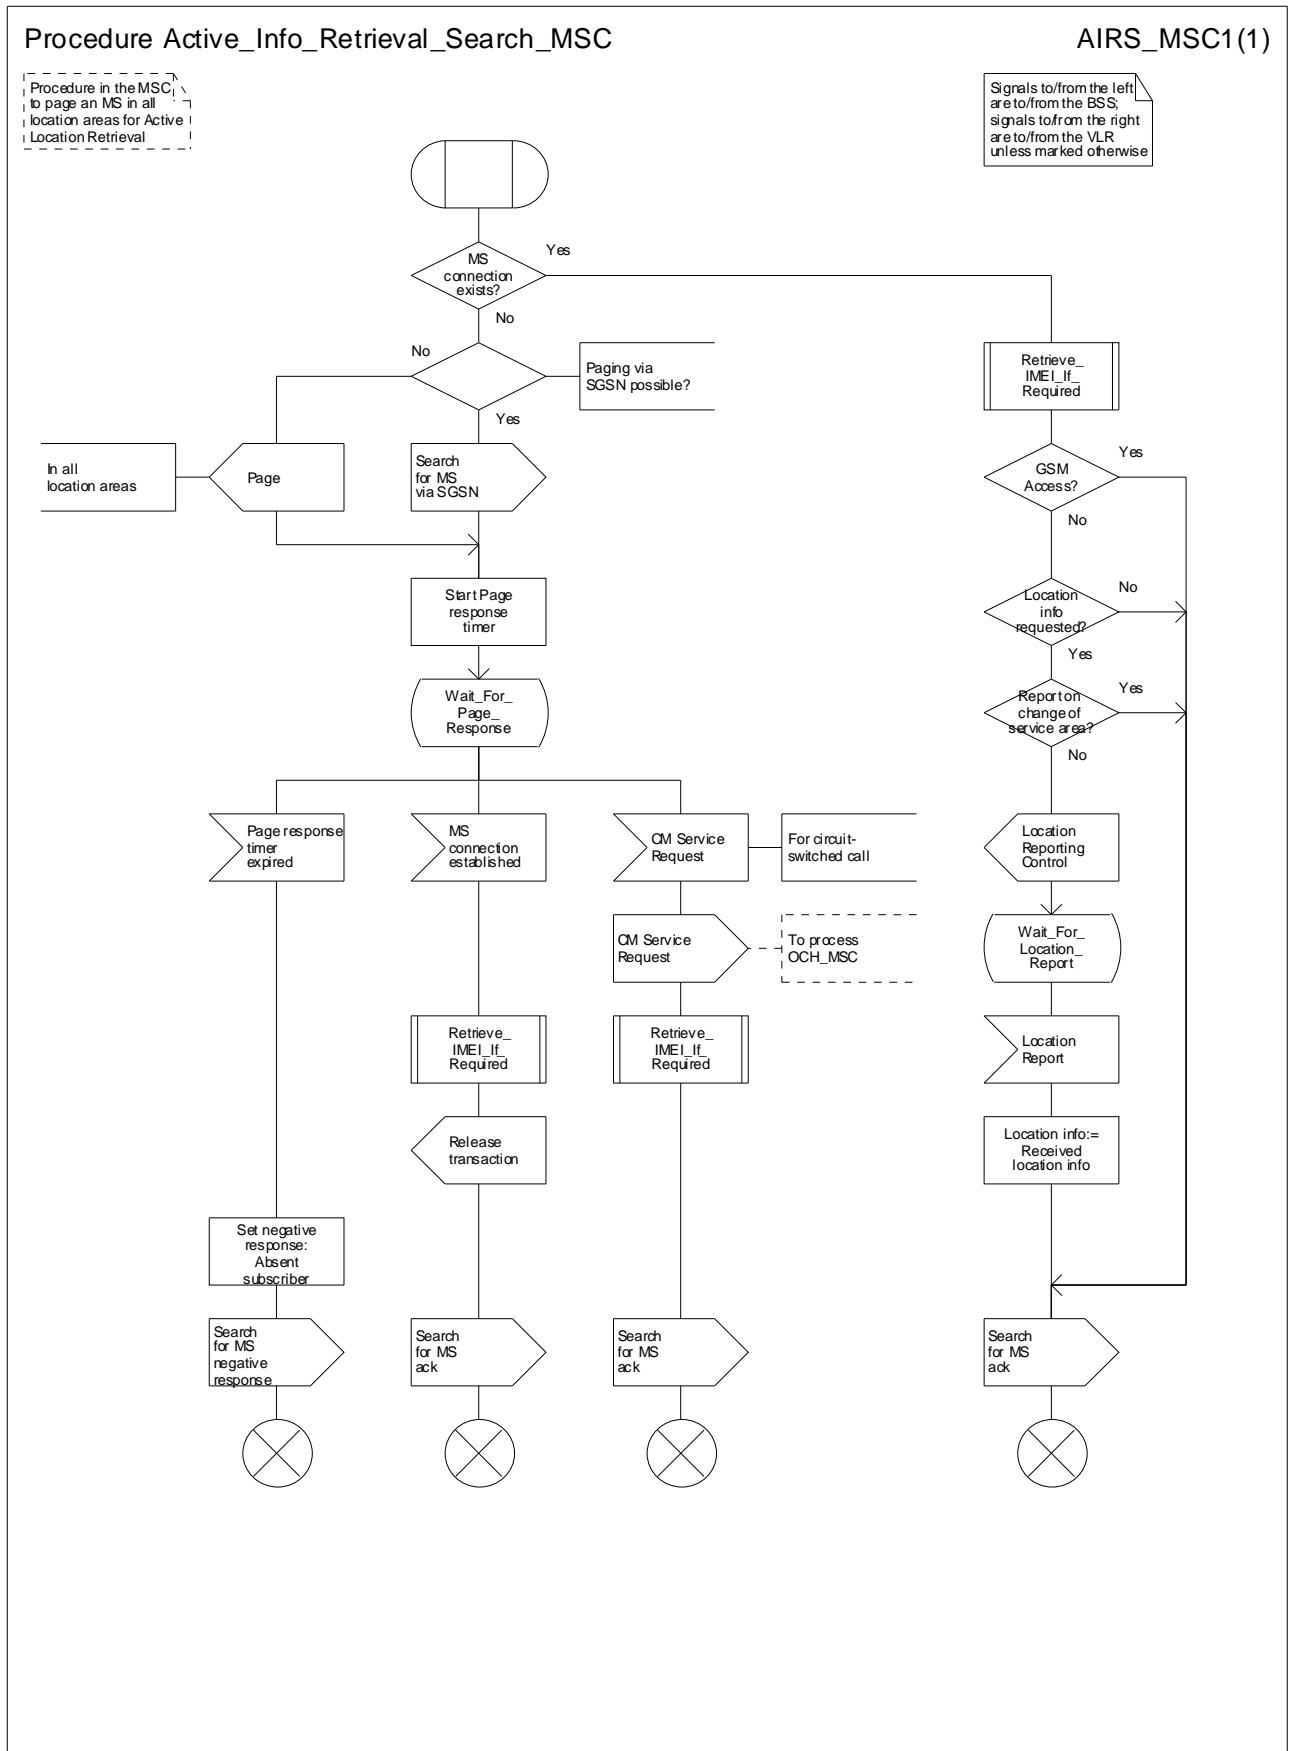 Procedure Active_Info_Retrieval_Search_MSC
AIRS_MSC1(1)
Procedure in the MSC
to page an MS in all
location areas for Active
Location Retrieval
Signals to/from the left
are to/from the BSS;
signals to/from the right
are to/from the VLR
unless marked otherwise
MS
connection
exists?
Yes
No
No
Paging via
SGSN possible?
Yes
Retrieve_
IMEI_If_
Required
In all
location areas
Page
Search
for MS
via SGSN
GSM
Access?
Yes
No
Start Page
response
timer
Location
info
requested?
No
Yes
Wait_For_
Page_
Response
Report on
change of
service area?
Yes
No
Page response
timer
expired
MS
connection
established
CM Service
Request
For circuit-
switched call
Location
Reporting
Control
CM Service
Request
To process
OCH_MSC
Wait_For_
Location_
Report
Retrieve_
IMEI_If_
Required
Retrieve_
IMEI_If_
Required
Location
Report
Release
transaction
Location info:=
Received
location info
Set negative
response:
Absent
subscriber
Search
for MS
negative
response
Search
for MS
ack
Search
for MS
ack
Search
for MS
ack